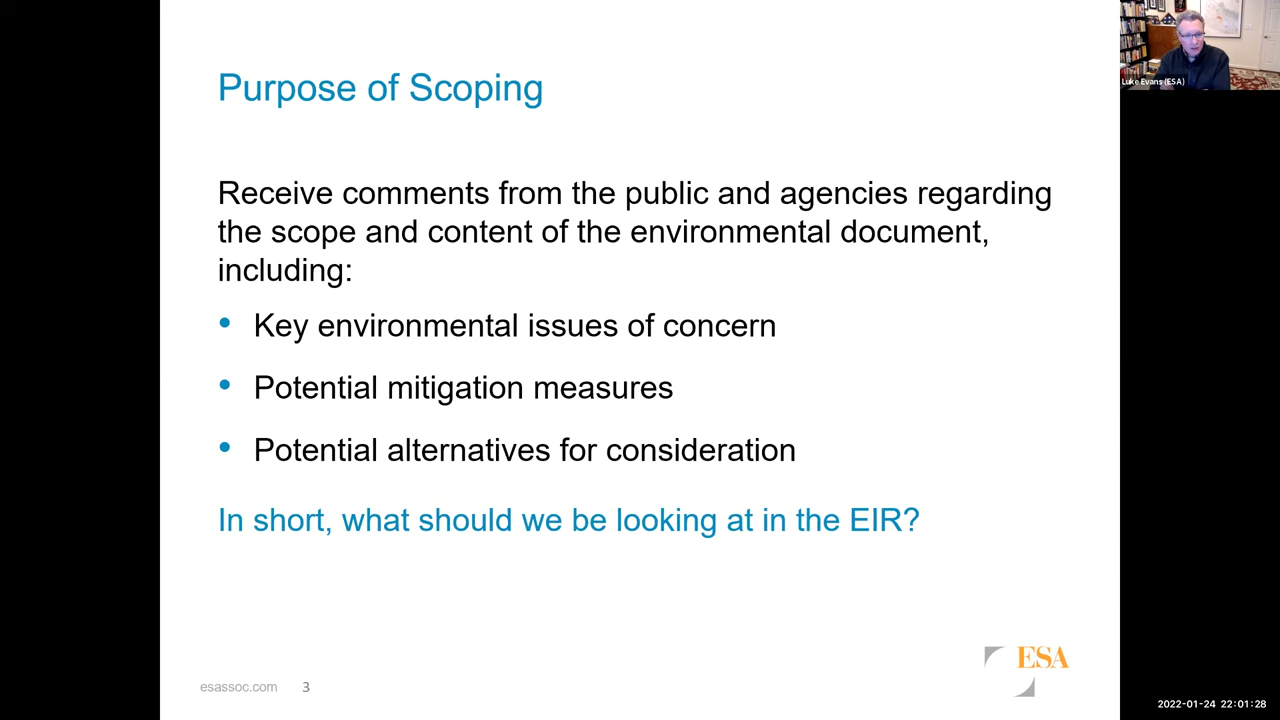 Purpose of Scoping
Luke Evans (ESA)
Receive comments from the public and agencies regarding
the scope and content of the environmental document,
including:
• Key environmental issues of concern
• Potential mitigation measures
• Potential alternatives for consideration
In short, what should we be looking at in the EIR?
ESA
esassoc.com 3
2022-01-24 22:01:28